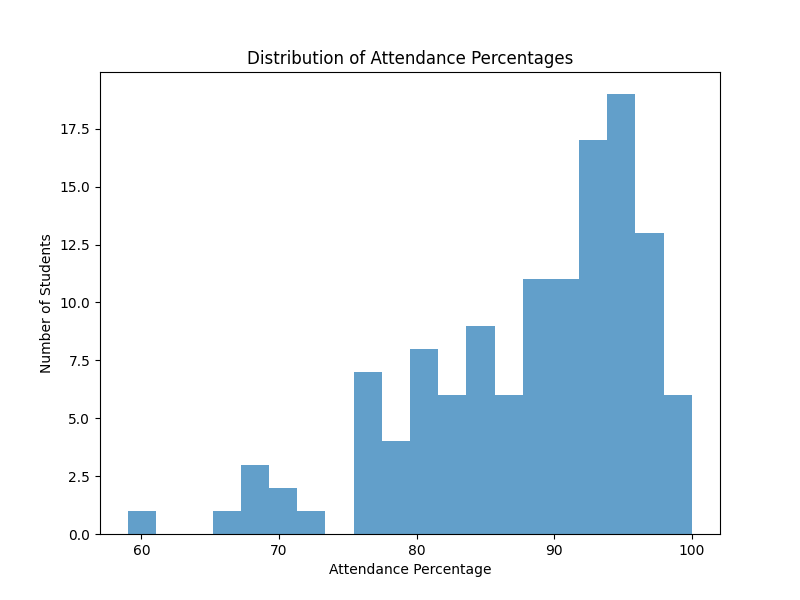 Distribution of Attendance Percentages
Number of Students
17.5
15.0
12.5
10.0
7.5
5.0
2.5
0.0
60 70 80 90 100
Attendance Percentage